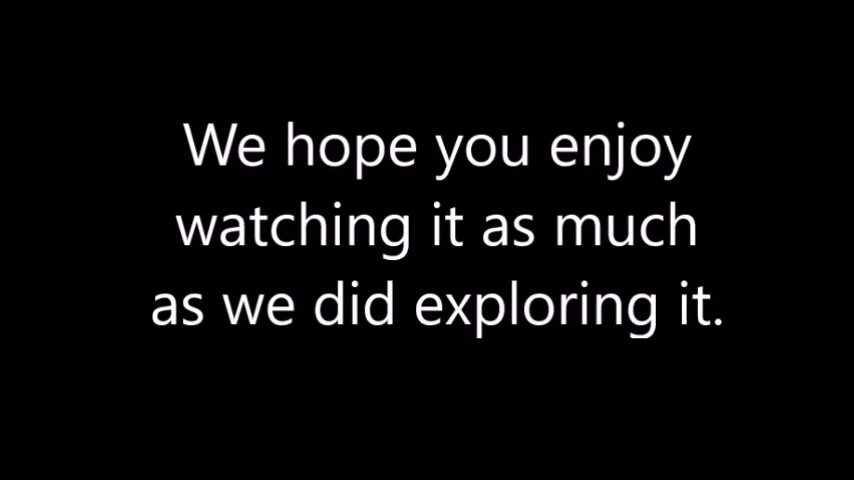 We hope you enjoy
watching it as much
as we did exploring it.